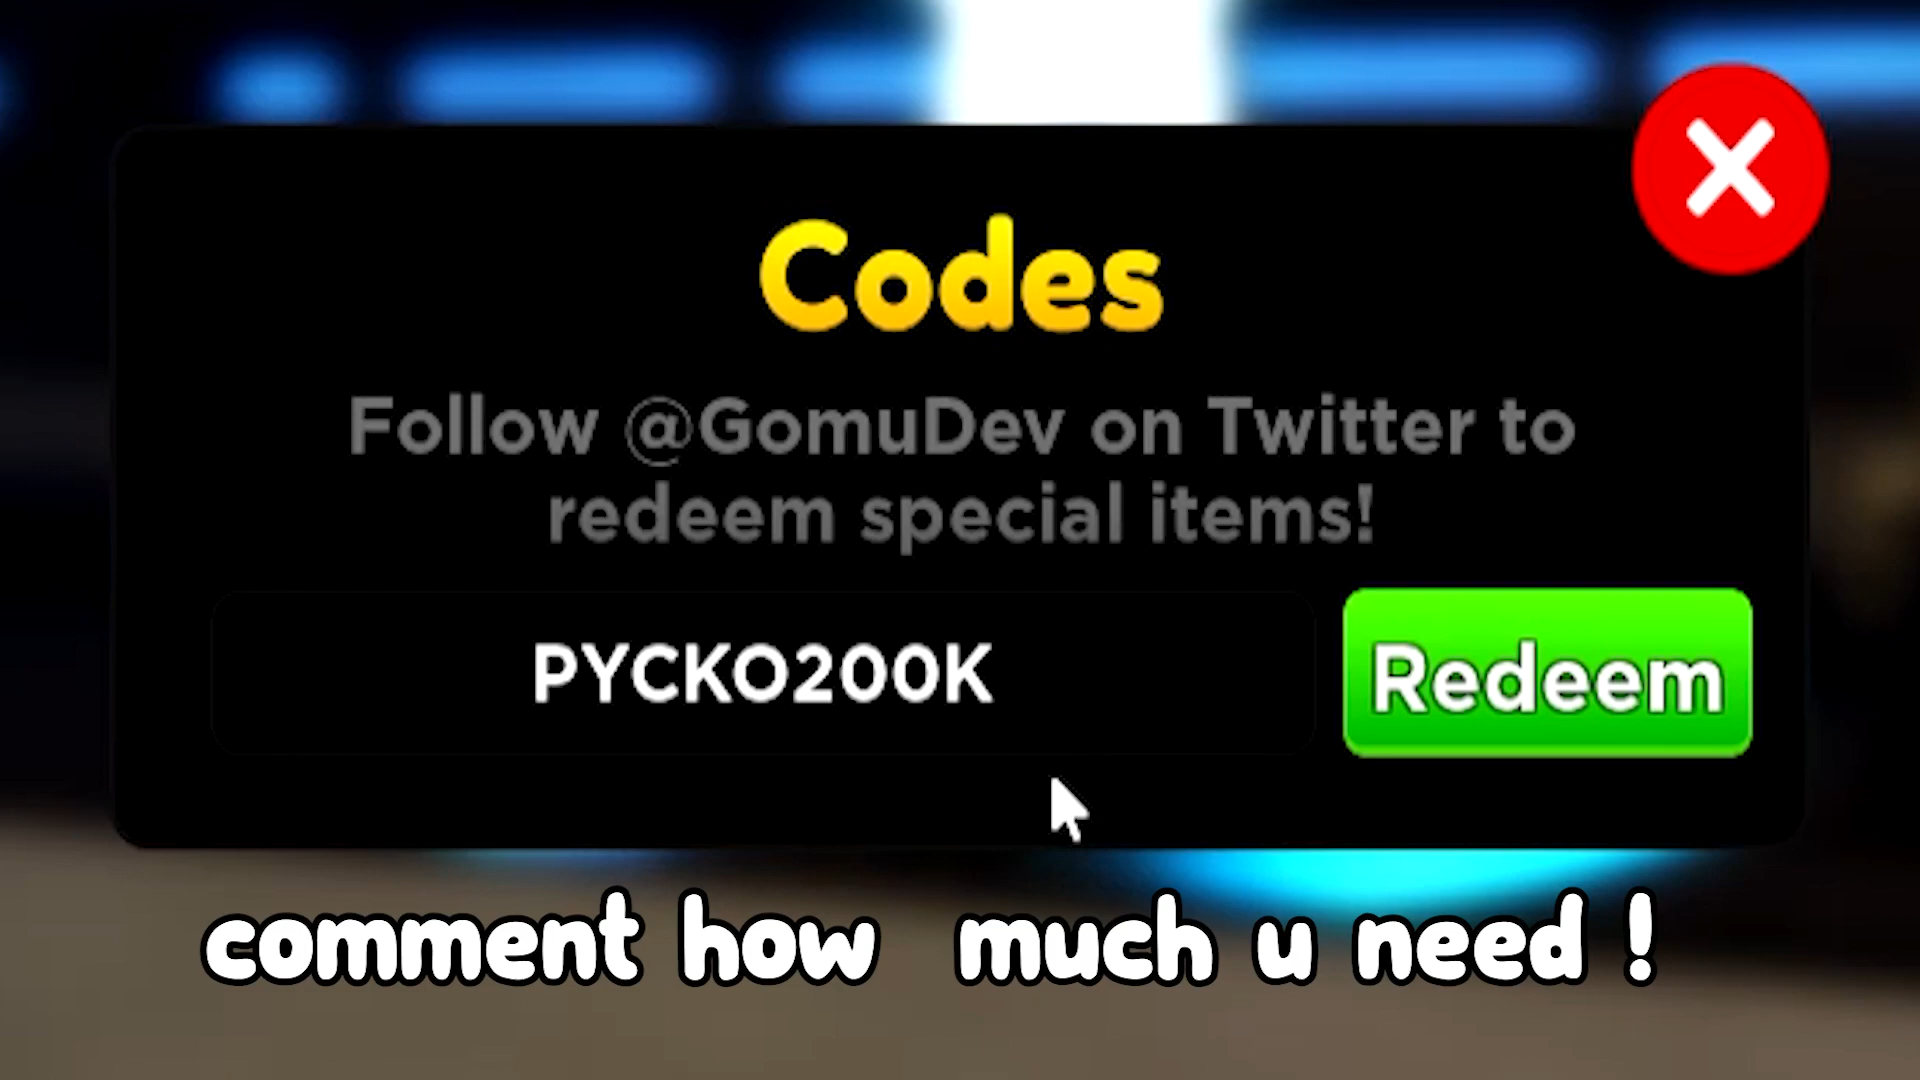 Codes
Follow @GomuDev on Twitter to
redeem special items!
PYCKO200K
Redeem
comment how much u need !